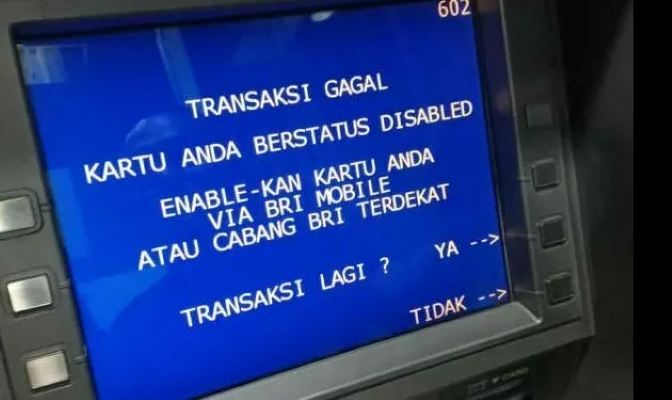 602
TRANSAKSI GAGAL
KARTU ANDA BERSTATUS DISABLED
ENABLE-KAN KARTU ANDA
VIA BRI MOBILE
ATAU CABANG BRI TERDEKAT
YA -->
TRANSAKSI LAGI ?
TIDAK -->
CARD